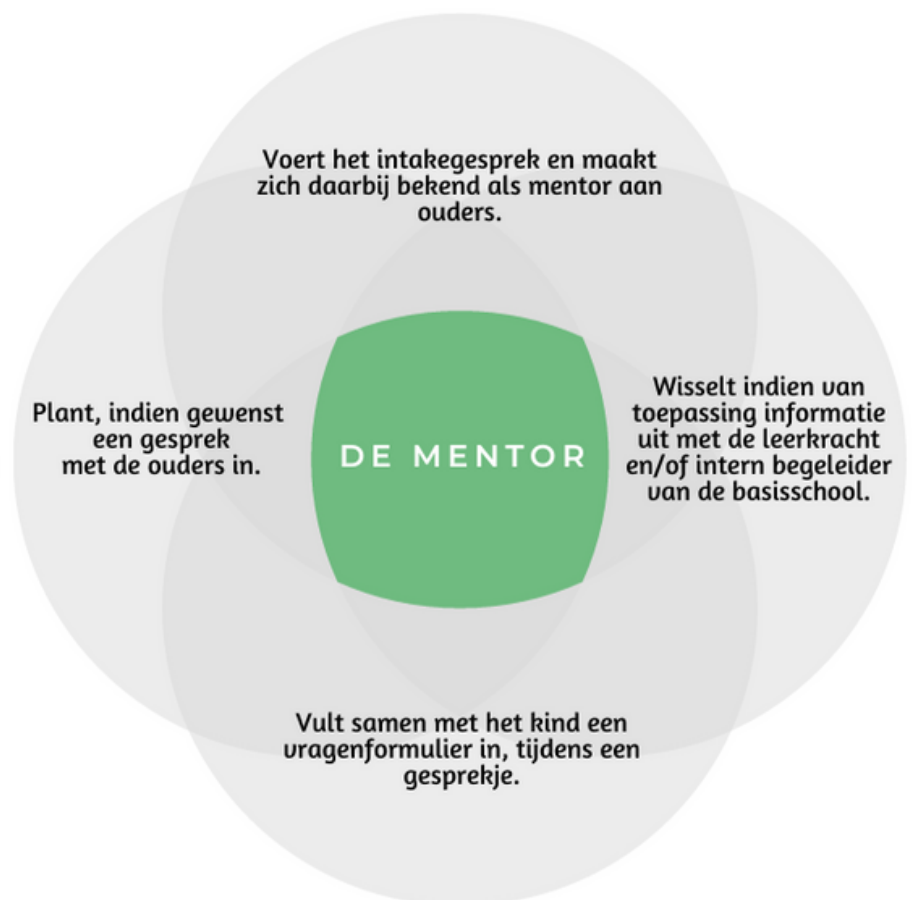 Voert het intakegesprek en maakt
zich daarbij bekend als mentor aan
ouders.
Plant, indien gewenst
een gesprek
met de ouders in.
DE MENTOR
Wisselt indien van
toepassing informatie
uit met de leerkracht
en/of intern begeleider
van de basisschool.
Vult samen met het kind een
vragenformulier in, tijdens een
gesprekje.